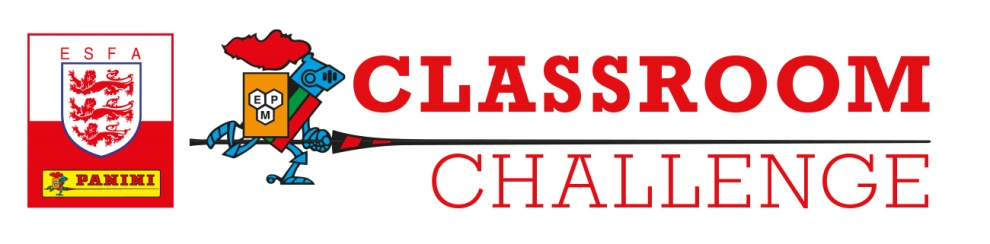 ESFA
PANINI
EPM
CLASSROOM
CHALLENGE